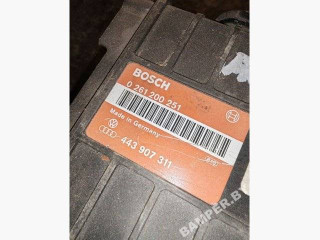 BOSCH
0 261 200 251
Made in Germany
443 907 311
BAMPER.BY